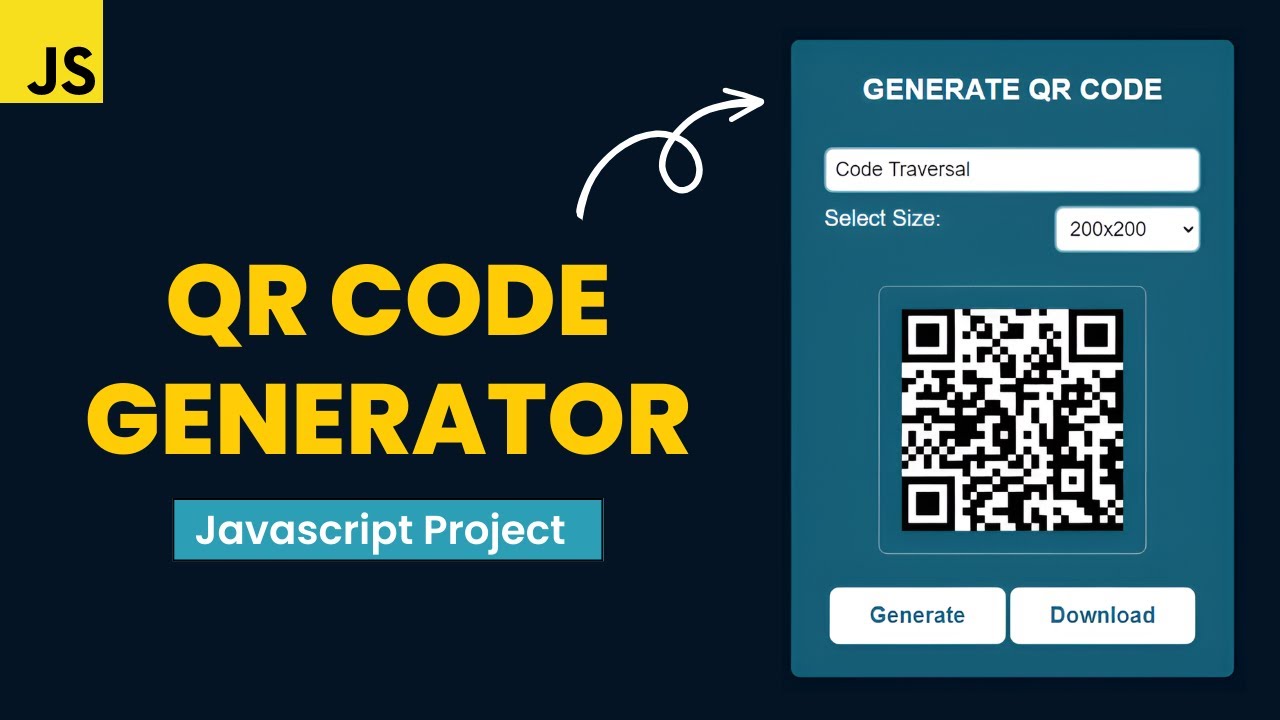 JS
QR CODE
GENERATOR
Javascript Project
GENERATE QR CODE
Code Traversal
Select Size:
200x200
Generate
Download